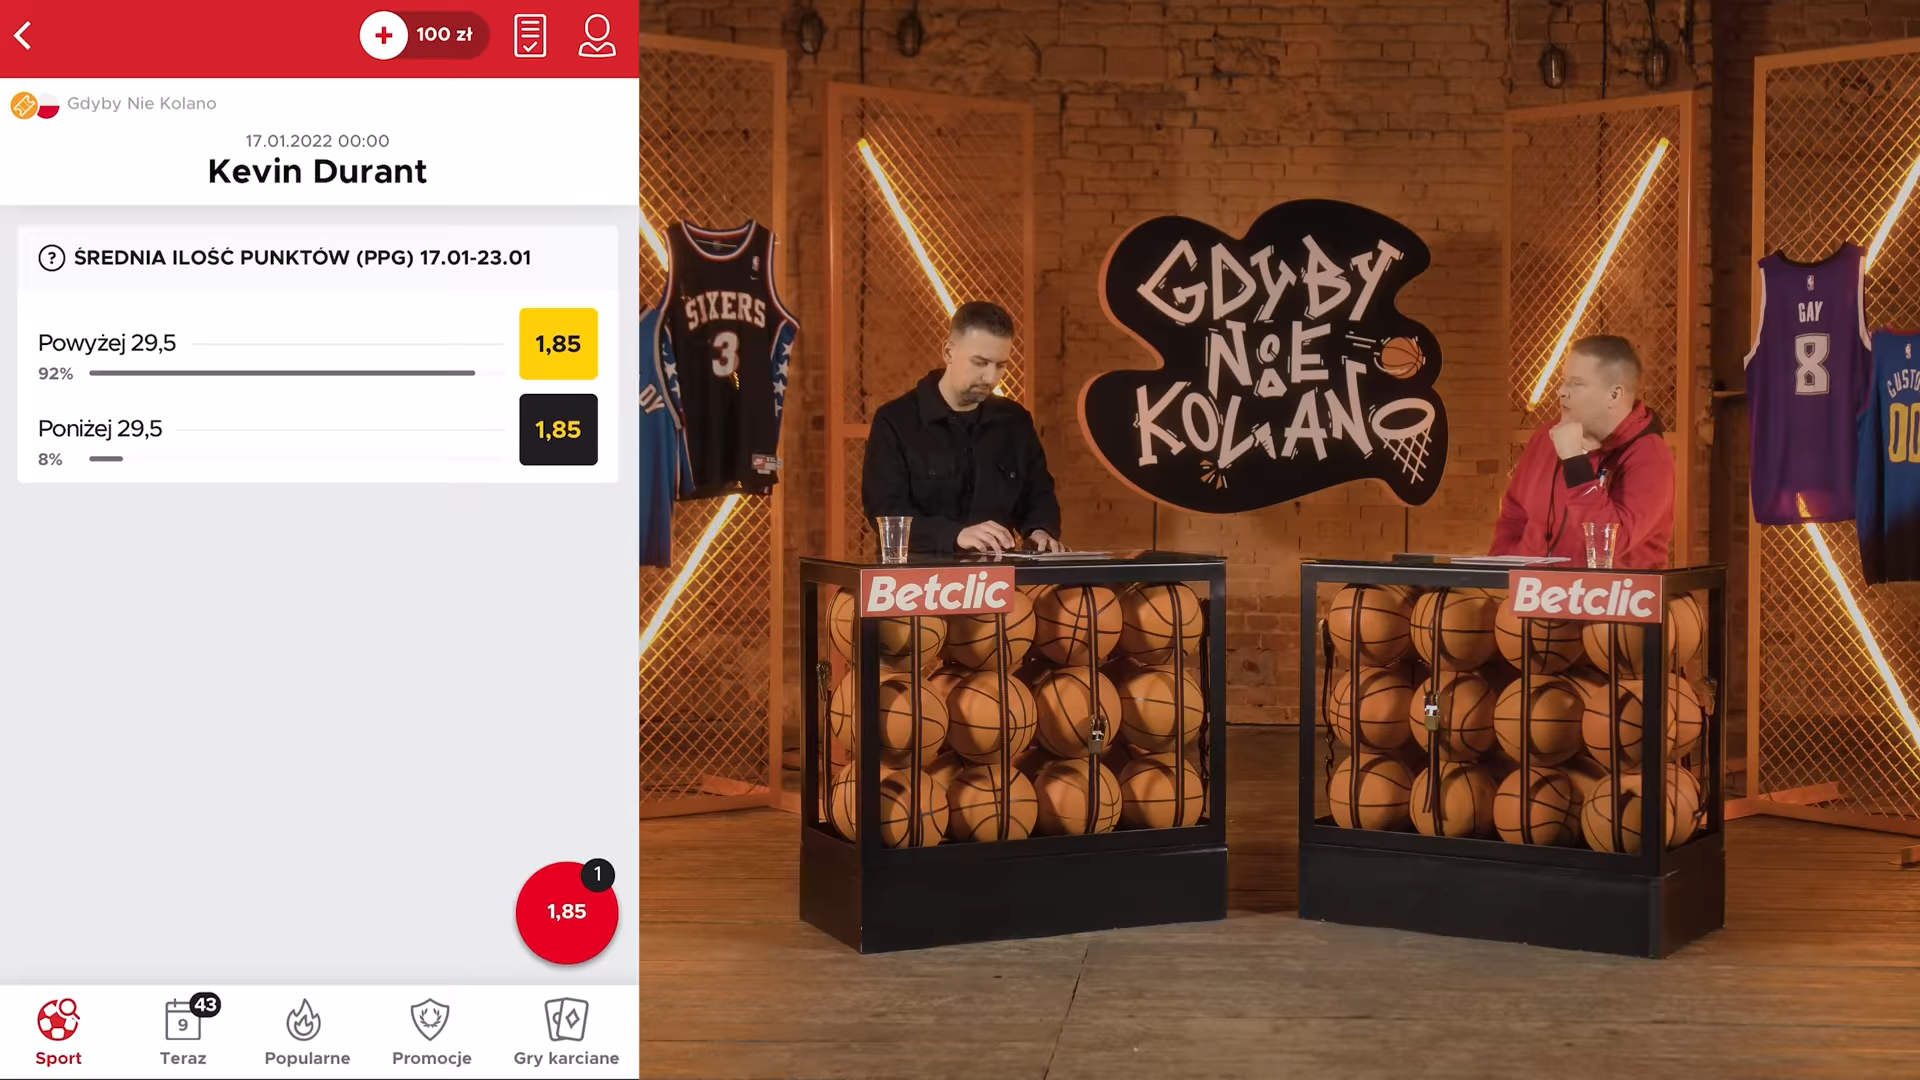 100 zł
Gdyby Nie Kolano
17.01.2022 00:00
Kevin Durant
? ŚREDNIA ILOŚĆ PUNKTÓW (PPG) 17.01-23.01
Powyżej 29,5
1,85
92%
Poniżej 29,5
1,85
8%
1
1,85
43
9
Sport
Teraz
Popularne
Promocje
Gry karciane
SIXERS
3
GDYBY
NIE
KOLANO
GAY
8
00
Betclic
Betclic